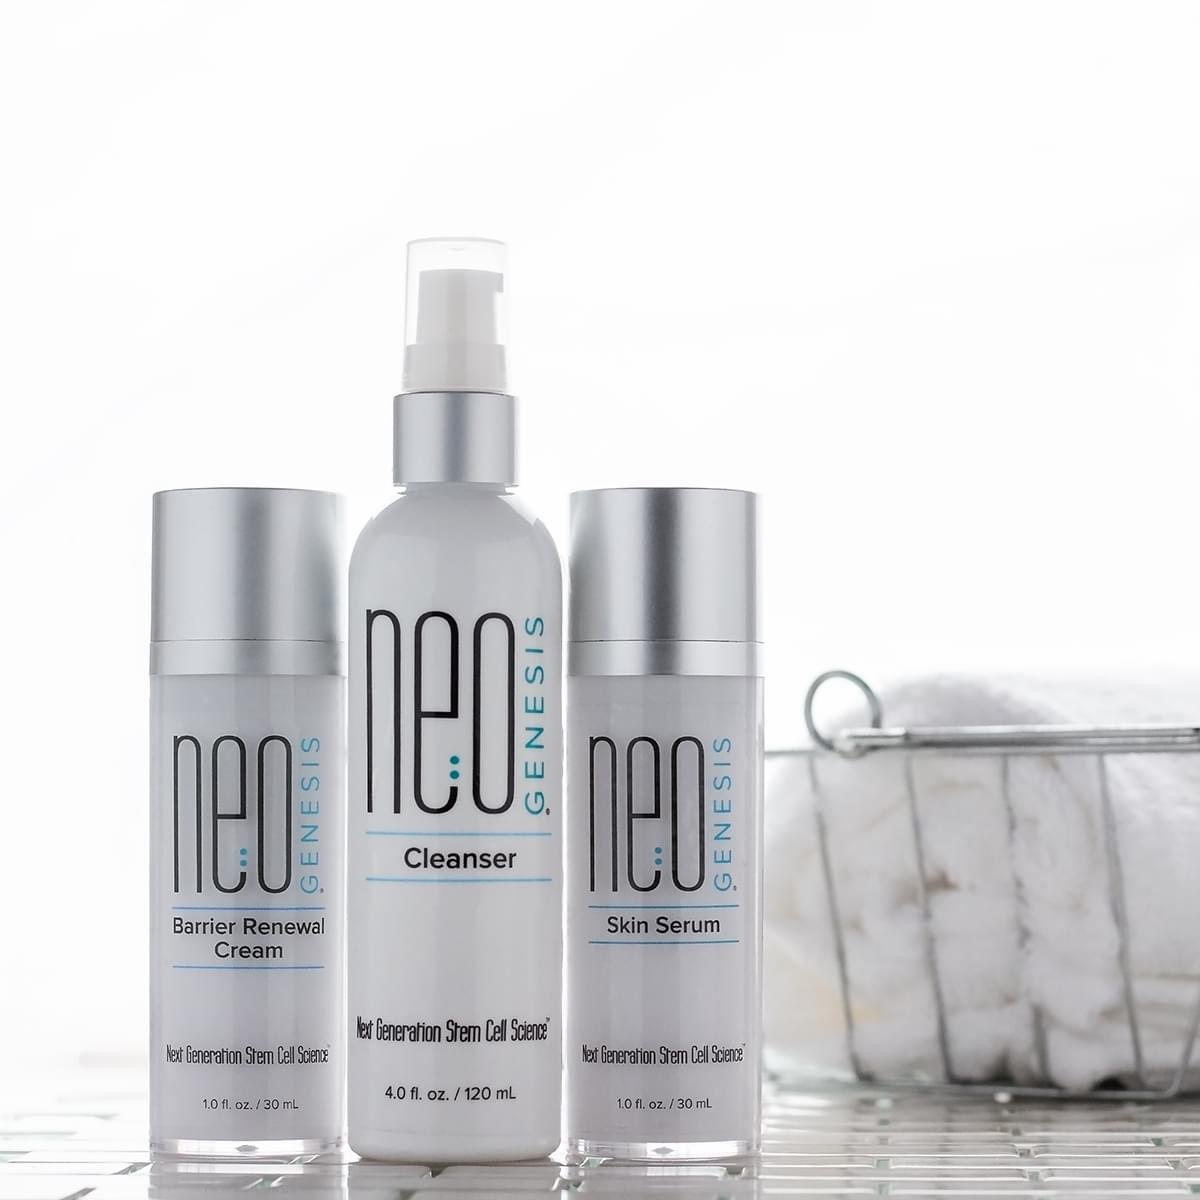 neo
GENESIS®
Barrier Renewal
Cream
Next Generation Stem Cell Science™
1.0 fl. oz. / 30 mL
neo
GENESIS®
Cleanser
Next Generation Stem Cell Science™
4.0 fl. oz. / 120 mL
neo
GENESIS®
Skin Serum
Next Generation Stem Cell Science™
1.0 fl. oz. / 30 mL